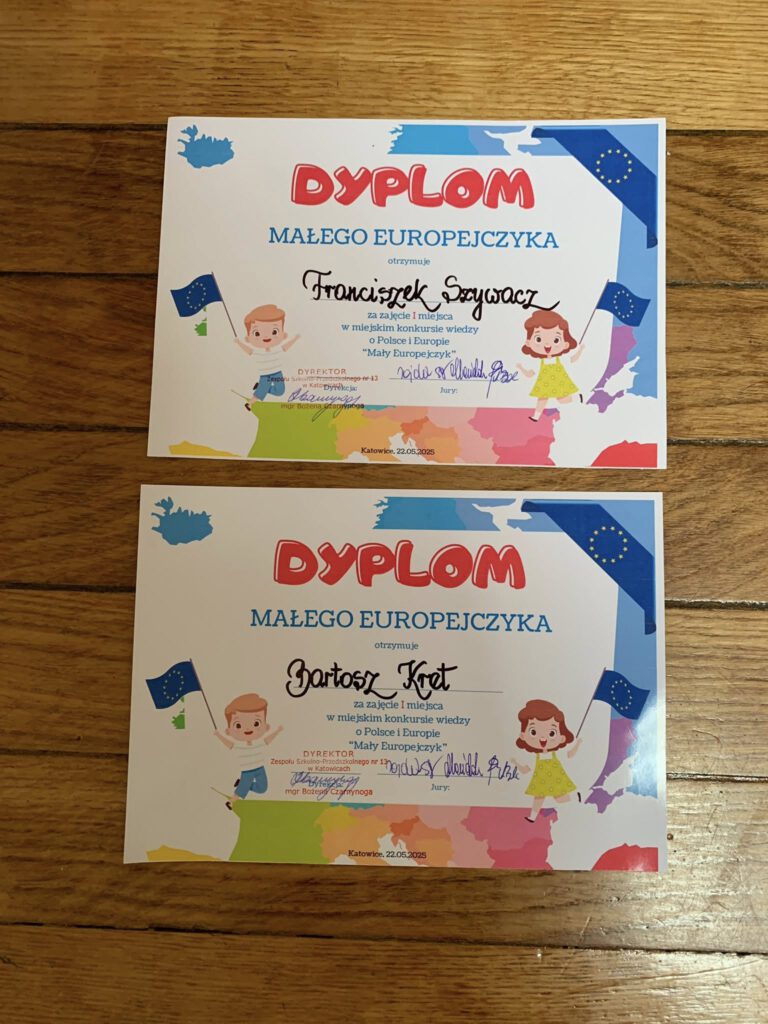 DYPLOM
MAŁEGO EUROPEJCZYKA
otrzymuje
Franciszek Szywacz
za zajęcie I miejsca
w miejskim konkursie wiedzy
o Polsce i Europie
"Mały Europejczyk"
DYREKTOR
Zespołu Szkolno-Przedszkolnego nr 13
w Katowicach
Dyrekcja:
mgr Bożena Czarnynoga
Jury:
Katowice, 22.05.2025
DYPLOM
MAŁEGO EUROPEJCZYKA
otrzymuje
Bartosz Kret
za zajęcie I miejsca
w miejskim konkursie wiedzy
o Polsce i Europie
"Mały Europejczyk"
DYREKTOR
Zespołu Szkolno-Przedszkolnego nr 13
w Katowicach
Dyrekcja:
mgr Bożena Czarnynoga
Jury:
Katowice, 22.05.2025